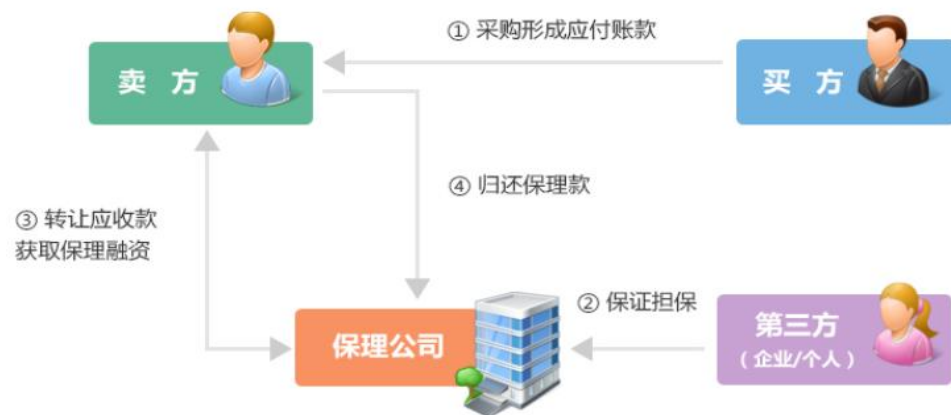 ① 采购形成应付账款
卖 方
买 方
④ 归还保理款
③ 转让应收款
获取保理融资
② 保证担保
保理公司
第三方
（企业/个人）